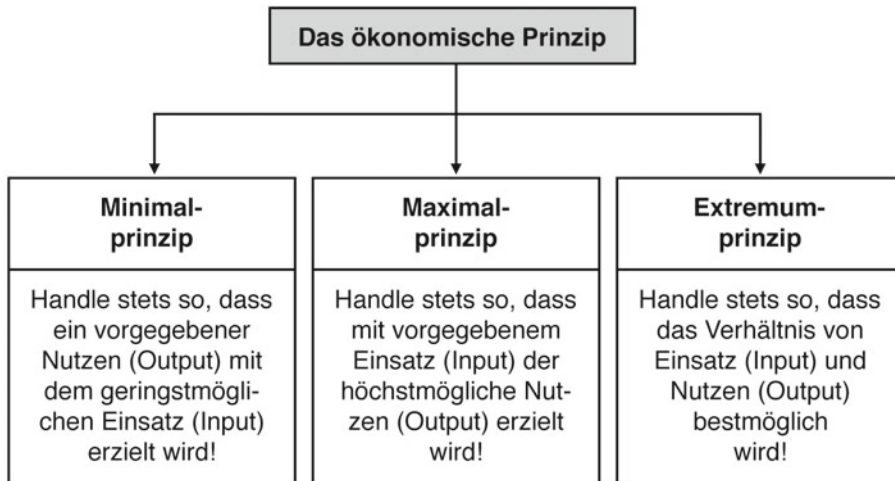 Das ökonomische Prinzip
Minimal-
prinzip
Handle stets so, dass
ein vorgegebener
Nutzen (Output) mit
dem geringstmögli-
chen Einsatz (Input)
erzielt wird!
Maximal-
prinzip
Handle stets so, dass
mit vorgegebenem
Einsatz (Input) der
höchstmögliche Nut-
zen (Output) erzielt
wird!
Extremum-
prinzip
Handle stets so, dass
das Verhältnis von
Einsatz (Input) und
Nutzen (Output)
bestmöglich
wird!